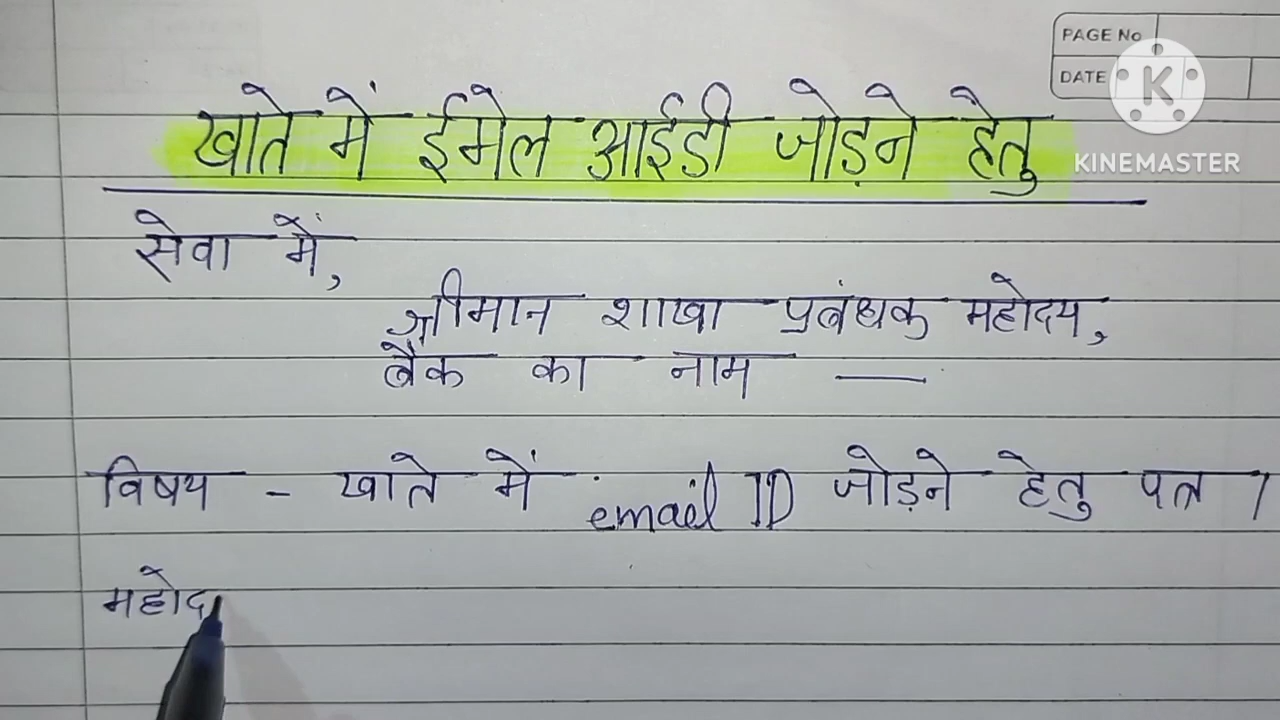 PAGE No
DATE
KINEMASTER
खाते में ईमेल आईडी जोड़ने हेतु
सेवा में,
श्रीमान शाखा प्रबंधक महोदय,
बैंक का नाम —
विषय - खाते में email ID जोड़ने हेतु पत्र ।
महोद